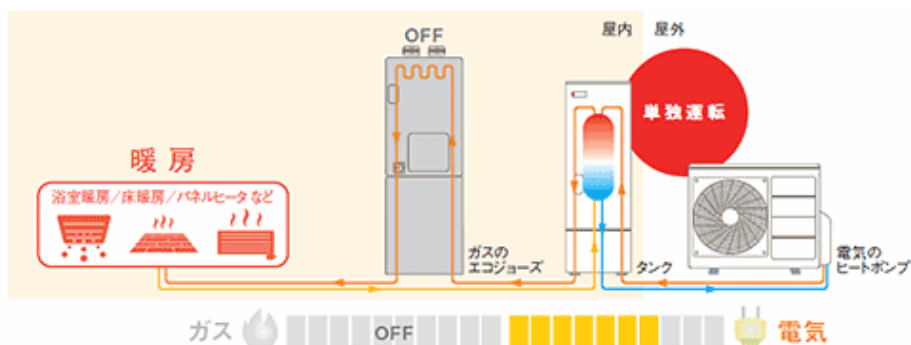 OFF
屋内 屋外
単独運転
暖房
浴室暖房/床暖房/パネルヒータ など
ガスの
エコジョーズ
タンク
電気の
ヒートポンプ
ガス OFF 電気